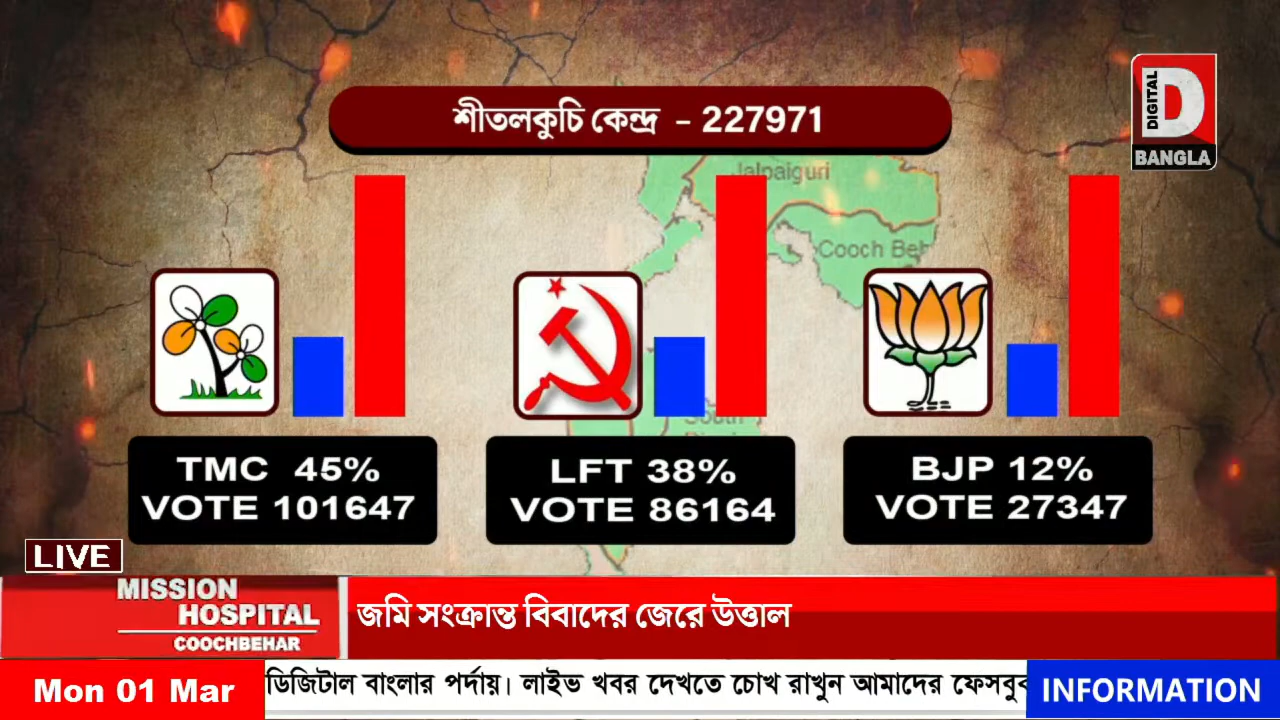 শীতলকুচি কেন্দ্র - 227971
DIGITAL
D
BANGLA
Jalpaiguri
Cooch Beh
South
TMC 45%
VOTE 101647
LFT 38%
VOTE 86164
BJP 12%
VOTE 27347
LIVE
MISSION
HOSPITAL
COOCHBEHAR
জমি সংক্রান্ত বিবাদের জেরে উত্তাল
Mon 01 Mar
ডিজিটাল বাংলার পর্দায়। লাইভ খবর দেখতে চোখ রাখুন আমাদের ফেসবুক
INFORMATION